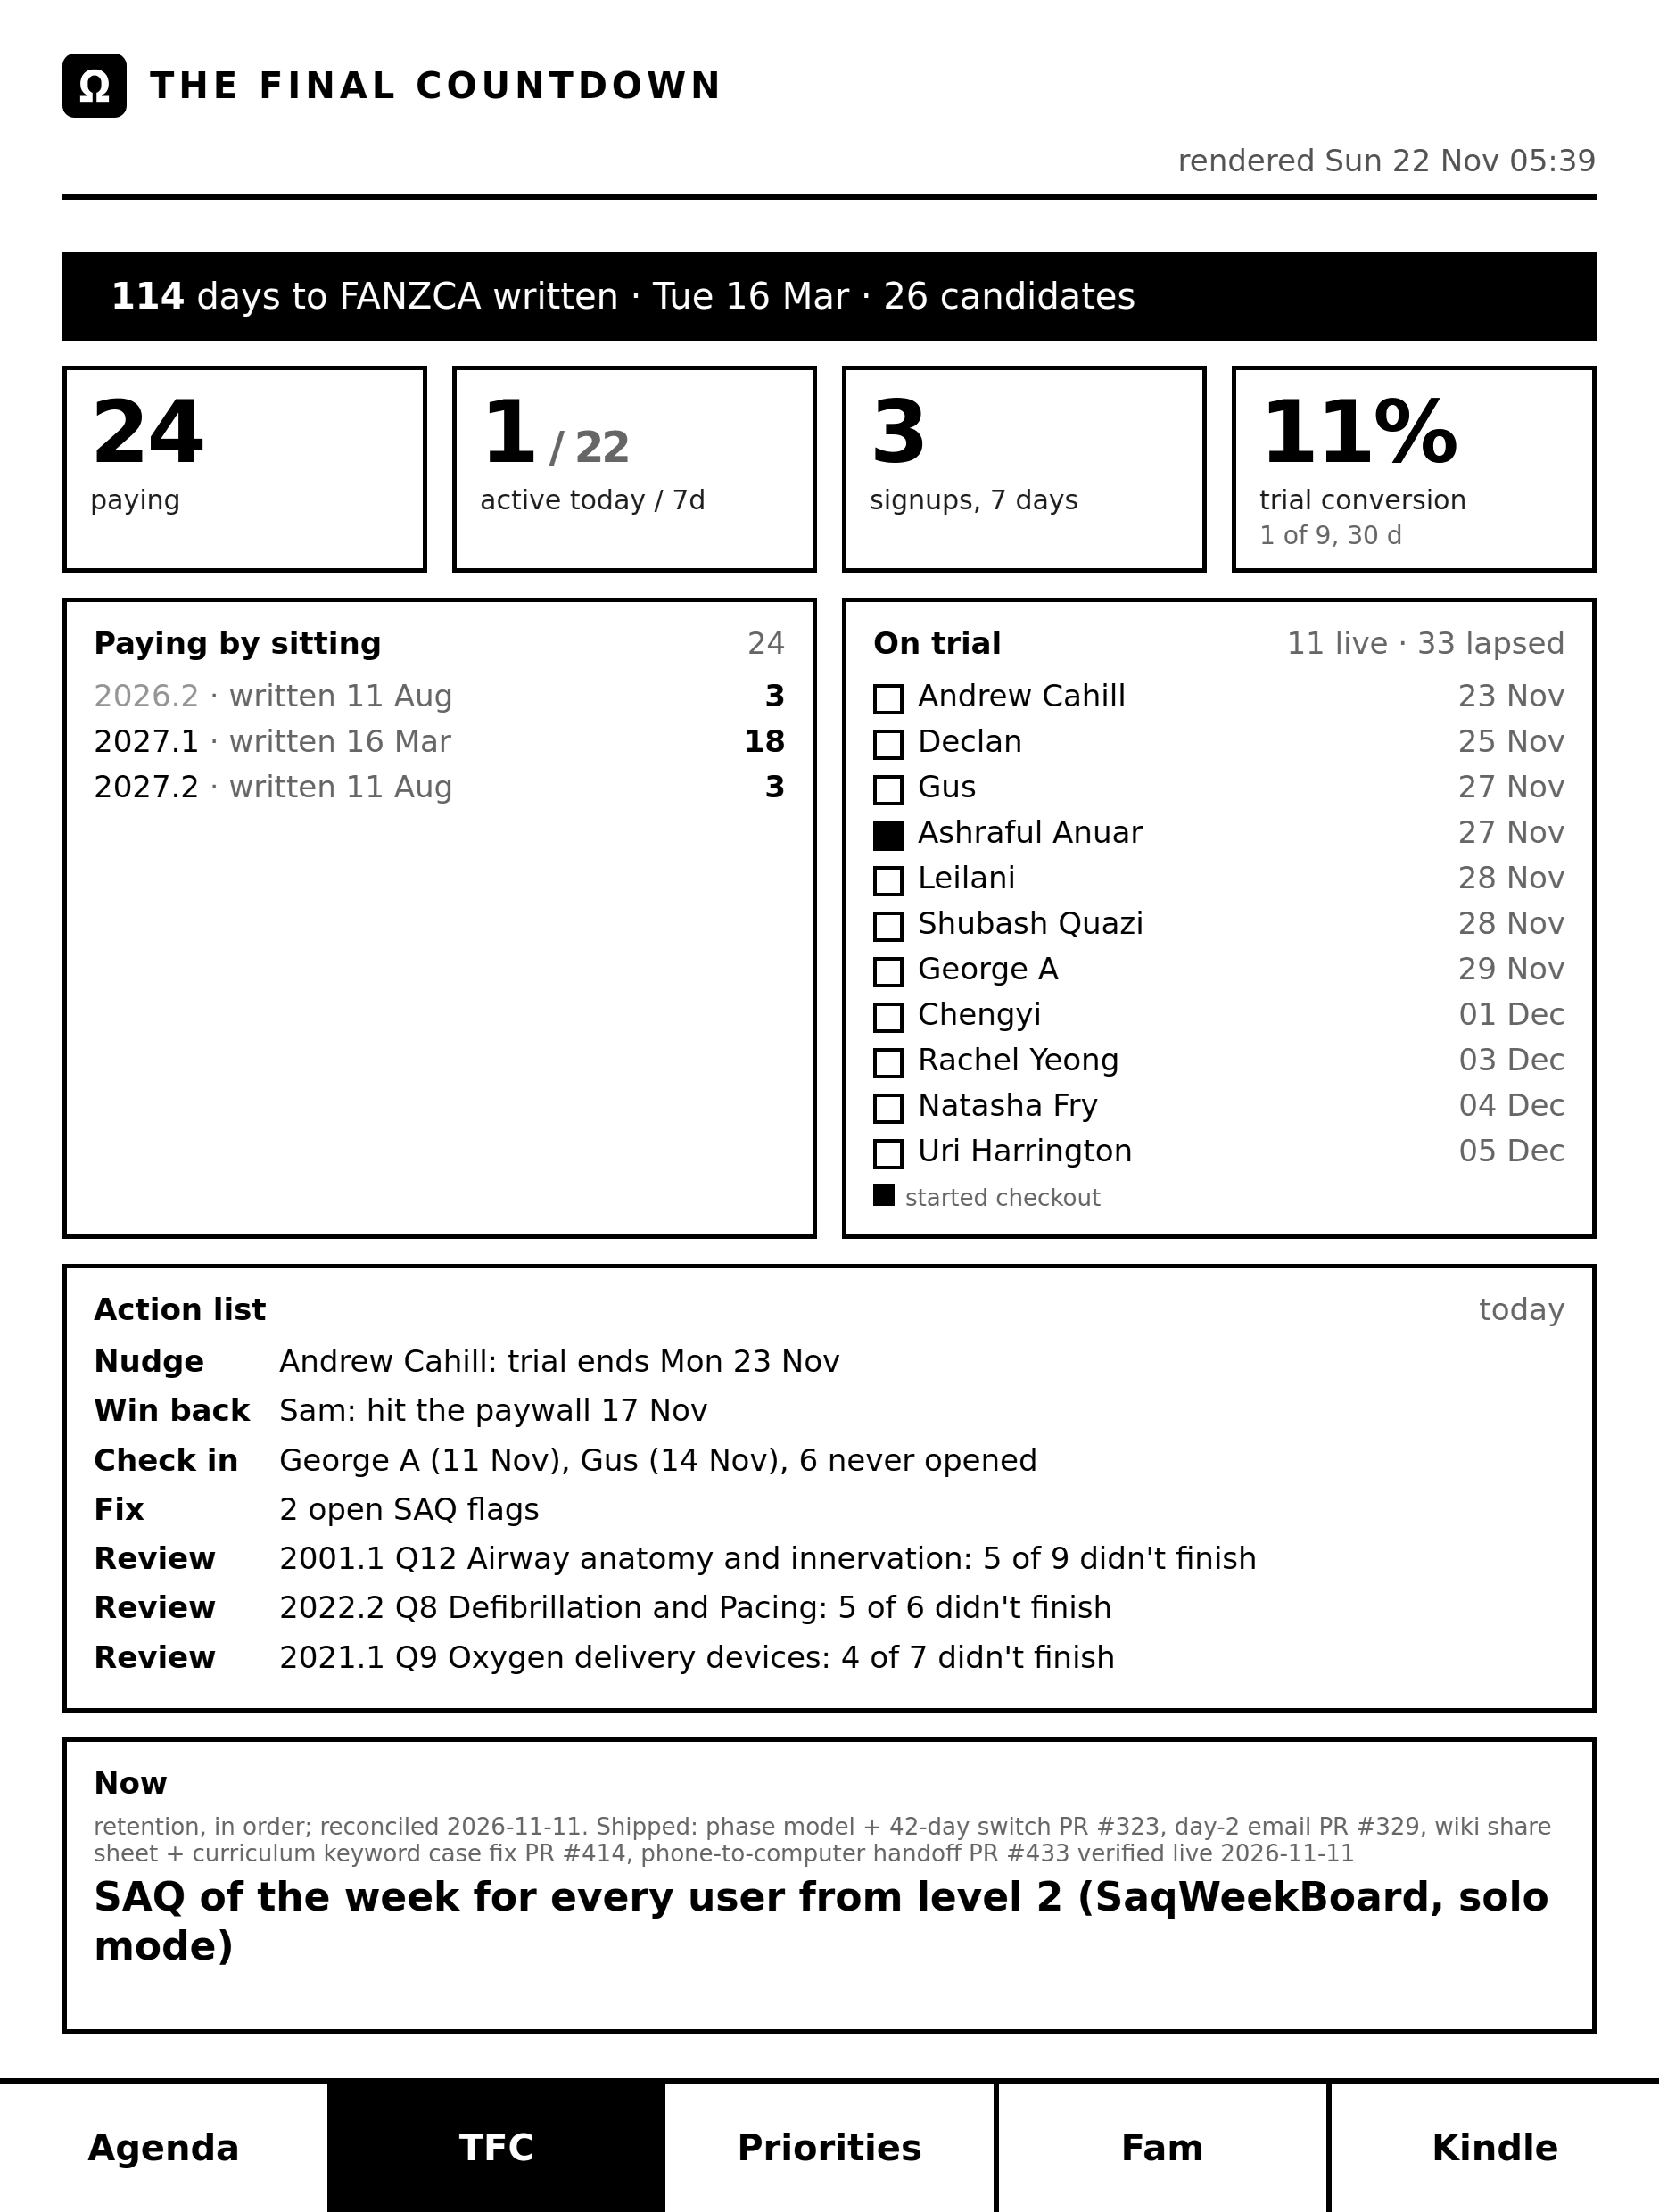 Ω THE FINAL COUNTDOWN
rendered Sun 22 Nov 05:39
114 days to FANZCA written · Tue 16 Mar · 26 candidates
24
paying
1 / 22
active today / 7d
3
signups, 7 days
11%
trial conversion
1 of 9, 30 d
Paying by sitting 24
2026.2 · written 11 Aug 3
2027.1 · written 16 Mar 18
2027.2 · written 11 Aug 3
On trial 11 live · 33 lapsed
Andrew Cahill 23 Nov
Declan 25 Nov
Gus 27 Nov
Ashraful Anuar 27 Nov
Leilani 28 Nov
Shubash Quazi 28 Nov
George A 29 Nov
Chengyi 01 Dec
Rachel Yeong 03 Dec
Natasha Fry 04 Dec
Uri Harrington 05 Dec
started checkout
Action list today
Nudge Andrew Cahill: trial ends Mon 23 Nov
Win back Sam: hit the paywall 17 Nov
Check in George A (11 Nov), Gus (14 Nov), 6 never opened
Fix 2 open SAQ flags
Review 2001.1 Q12 Airway anatomy and innervation: 5 of 9 didn't finish
Review 2022.2 Q8 Defibrillation and Pacing: 5 of 6 didn't finish
Review 2021.1 Q9 Oxygen delivery devices: 4 of 7 didn't finish
Now
retention, in order; reconciled 2026-11-11. Shipped: phase model + 42-day switch PR #323, day-2 email PR #329, wiki share
sheet + curriculum keyword case fix PR #414, phone-to-computer handoff PR #433 verified live 2026-11-11
SAQ of the week for every user from level 2 (SaqWeekBoard, solo
mode)
Agenda TFC Priorities Fam Kindle